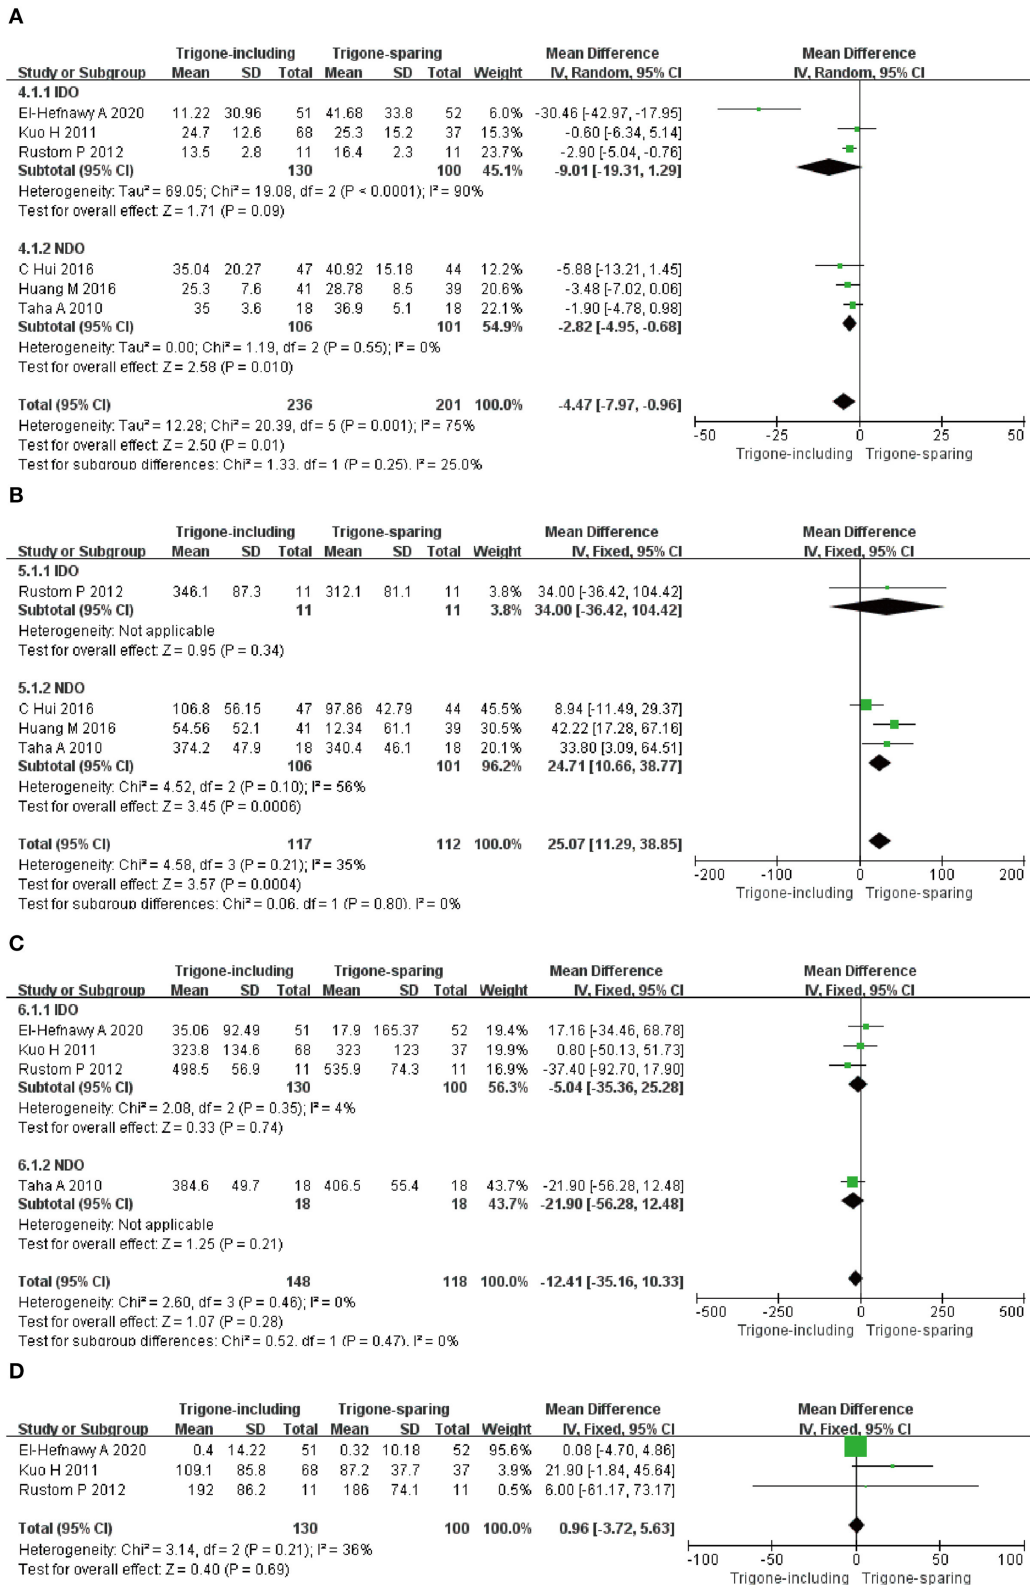 A
Trigone-including Trigone-sparing Mean Difference Mean Difference
Study or Subgroup Mean SD Total Mean SD Total Weight IV, Random, 95% CI IV, Random, 95% CI
4.1.1 IDO
El-Hefnawy A 2020 11.22 30.96 51 41.68 33.8 52 6.0% -30.46 [-42.97, -17.95]
Kuo H 2011 24.7 12.6 68 25.3 15.2 37 15.3% -0.60 [-6.34, 5.14]
Rustom P 2012 13.5 2.8 11 16.4 2.3 11 23.7% -2.90 [-5.04, -0.76]
Subtotal (95% CI) 130 100 45.1% -9.01 [-19.31, 1.29]
Heterogeneity: Tau² = 69.05; Chi² = 19.08, df = 2 (P < 0.0001); I² = 90%
Test for overall effect: Z = 1.71 (P = 0.09)
4.1.2 NDO
C Hui 2016 35.04 20.27 47 40.92 15.18 44 12.2% -5.88 [-13.21, 1.45]
Huang M 2016 25.3 7.6 41 28.78 8.5 39 20.6% -3.48 [-7.02, 0.06]
Taha A 2010 35 3.6 18 36.9 5.1 18 22.1% -1.90 [-4.78, 0.98]
Subtotal (95% CI) 106 101 54.9% -2.82 [-4.95, -0.68]
Heterogeneity: Tau² = 0.00; Chi² = 1.19, df = 2 (P = 0.55); I² = 0%
Test for overall effect: Z = 2.58 (P = 0.010)
Total (95% CI) 236 201 100.0% -4.47 [-7.97, -0.96]
Heterogeneity: Tau² = 12.28; Chi² = 20.39, df = 5 (P = 0.001); I² = 75%
Test for overall effect: Z = 2.50 (P = 0.01)
Test for subgroup differences: Chi² = 1.33, df = 1 (P = 0.25), I² = 25.0%
-50 -25 0 25 50
Trigone-including Trigone-sparing
B
Trigone-including Trigone-sparing Mean Difference Mean Difference
Study or Subgroup Mean SD Total Mean SD Total Weight IV, Fixed, 95% CI IV, Fixed, 95% CI
5.1.1 IDO
Rustom P 2012 346.1 87.3 11 312.1 81.1 11 3.8% 34.00 [-36.42, 104.42]
Subtotal (95% CI) 11 11 3.8% 34.00 [-36.42, 104.42]
Heterogeneity: Not applicable
Test for overall effect: Z = 0.95 (P = 0.34)
5.1.2 NDO
C Hui 2016 106.8 56.15 47 97.86 42.79 44 45.5% 8.94 [-11.49, 29.37]
Huang M 2016 54.56 52.1 41 12.34 61.1 39 30.5% 42.22 [17.28, 67.16]
Taha A 2010 374.2 47.9 18 340.4 46.1 18 20.1% 33.80 [3.09, 64.51]
Subtotal (95% CI) 106 101 96.2% 24.71 [10.66, 38.77]
Heterogeneity: Chi² = 4.52, df = 2 (P = 0.10); I² = 56%
Test for overall effect: Z = 3.45 (P = 0.0006)
Total (95% CI) 117 112 100.0% 25.07 [11.29, 38.85]
Heterogeneity: Chi² = 4.58, df = 3 (P = 0.21); I² = 35%
Test for overall effect: Z = 3.57 (P = 0.0004)
Test for subgroup differences: Chi² = 0.06, df = 1 (P = 0.80), I² = 0%
-200 -100 0 100 200
Trigone-including Trigone-sparing
C
Trigone-including Trigone-sparing Mean Difference Mean Difference
Study or Subgroup Mean SD Total Mean SD Total Weight IV, Fixed, 95% CI IV, Fixed, 95% CI
6.1.1 IDO
El-Hefnawy A 2020 35.06 92.49 51 17.9 165.37 52 19.4% 17.16 [-34.46, 68.78]
Kuo H 2011 323.8 134.6 68 323 123 37 19.9% 0.80 [-50.13, 51.73]
Rustom P 2012 498.5 56.9 11 535.9 74.3 11 16.9% -37.40 [-92.70, 17.90]
Subtotal (95% CI) 130 100 56.3% -5.04 [-35.36, 25.28]
Heterogeneity: Chi² = 2.08, df = 2 (P = 0.35); I² = 4%
Test for overall effect: Z = 0.33 (P = 0.74)
6.1.2 NDO
Taha A 2010 384.6 49.7 18 406.5 55.4 18 43.7% -21.90 [-56.28, 12.48]
Subtotal (95% CI) 18 18 43.7% -21.90 [-56.28, 12.48]
Heterogeneity: Not applicable
Test for overall effect: Z = 1.25 (P = 0.21)
Total (95% CI) 148 118 100.0% -12.41 [-35.16, 10.33]
Heterogeneity: Chi² = 2.60, df = 3 (P = 0.46); I² = 0%
Test for overall effect: Z = 1.07 (P = 0.28)
Test for subgroup differences: Chi² = 0.52, df = 1 (P = 0.47), I² = 0%
-500 -250 0 250 500
Trigone-including Trigone-sparing
D
Trigone-including Trigone-sparing Mean Difference Mean Difference
Study or Subgroup Mean SD Total Mean SD Total Weight IV, Fixed, 95% CI IV, Fixed, 95% CI
El-Hefnawy A 2020 0.4 14.22 51 0.32 10.18 52 95.6% 0.08 [-4.70, 4.86]
Kuo H 2011 109.1 85.8 68 87.2 37.7 37 3.9% 21.90 [-1.84, 45.64]
Rustom P 2012 192 86.2 11 186 74.1 11 0.5% 6.00 [-61.17, 73.17]
Total (95% CI) 130 100 100.0% 0.96 [-3.72, 5.63]
Heterogeneity: Chi² = 3.14, df = 2 (P = 0.21); I² = 36%
Test for overall effect: Z = 0.40 (P = 0.69)
-100 -50 0 50 100
Trigone-including Trigone-sparing